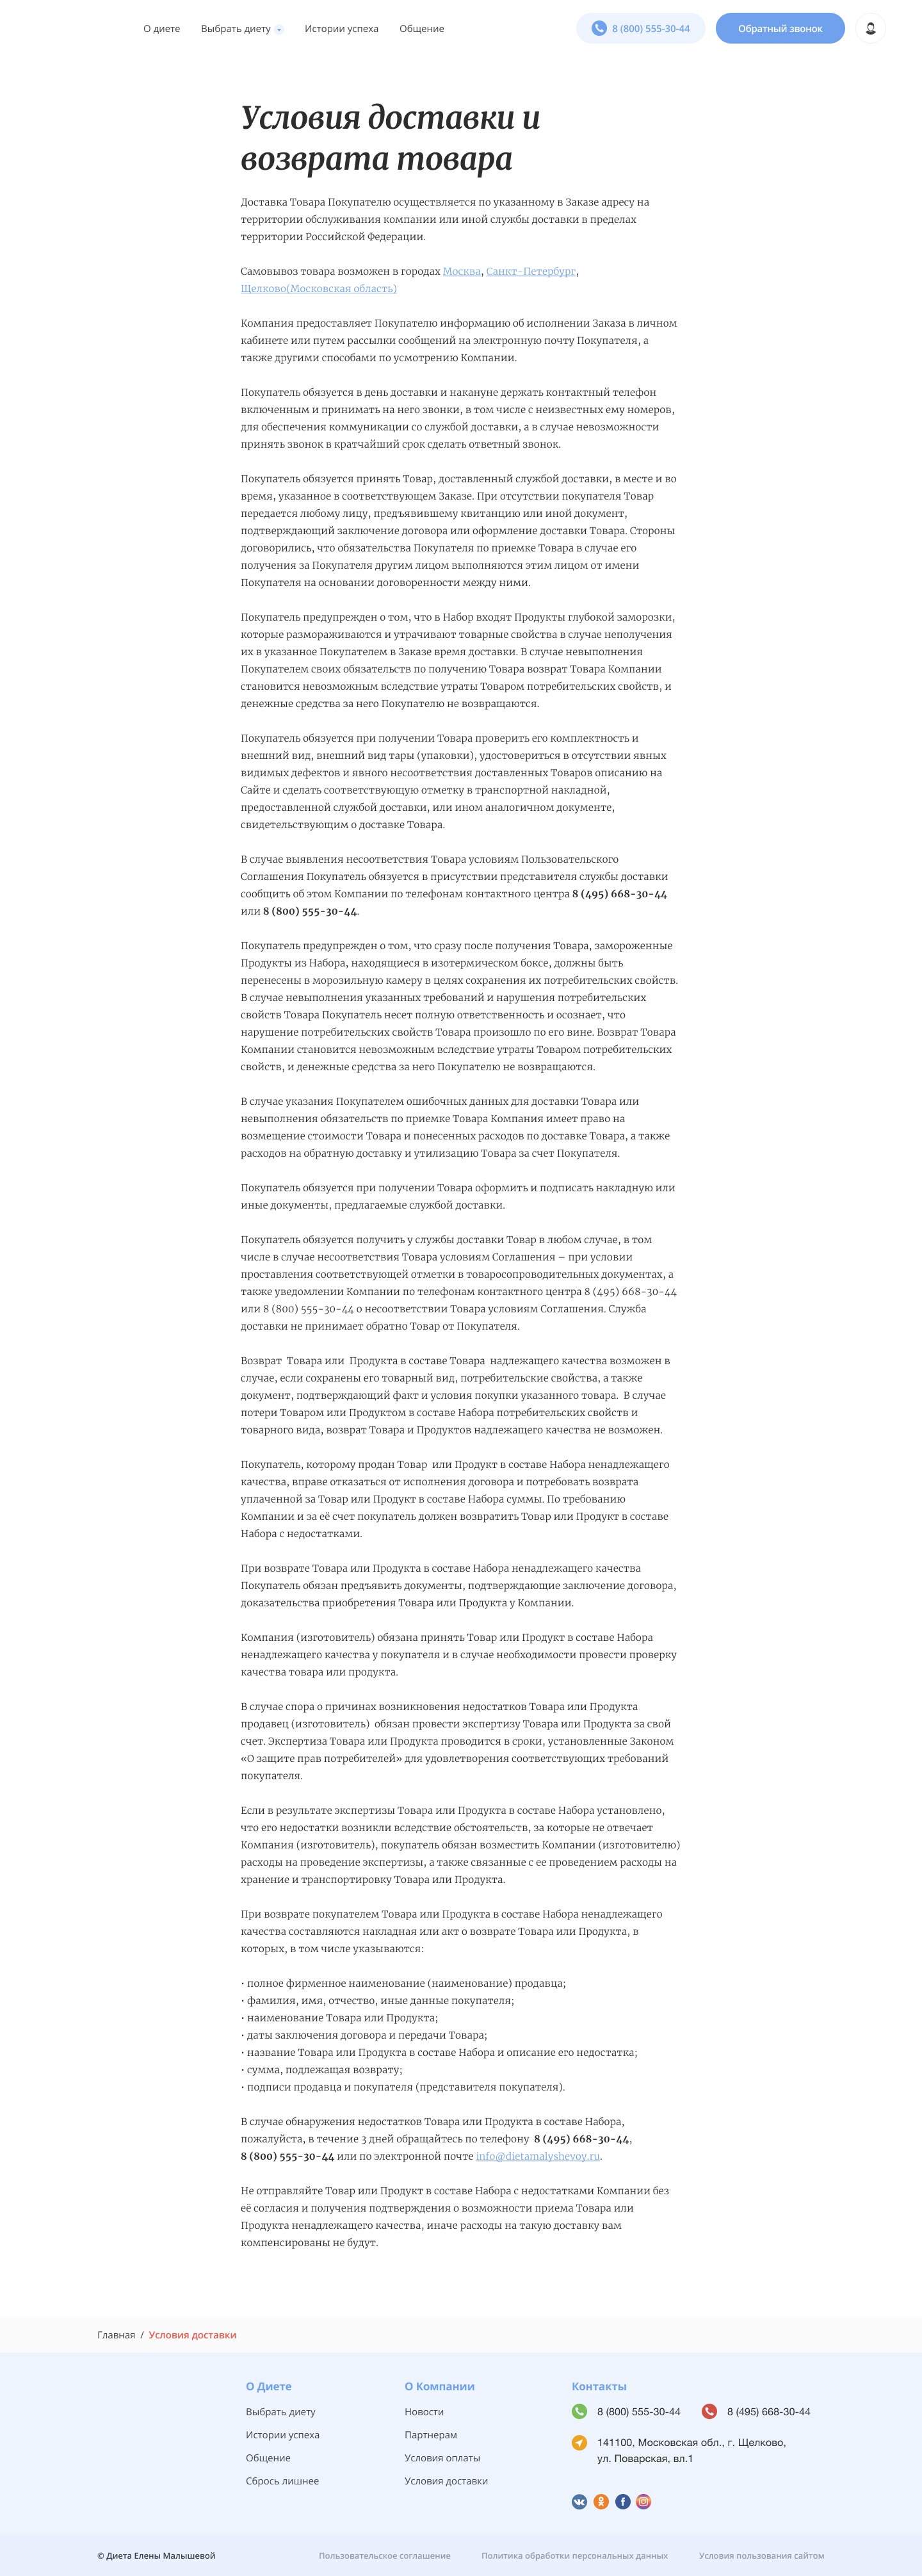 О диете Выбрать диету Истории успеха Общение 8 (800) 555-30-44 Обратный звонок
Условия доставки и
возврата товара
Доставка Товара Покупателю осуществляется по указанному в Заказе адресу на
территории обслуживания компании или иной службы доставки в пределах
территории Российской Федерации.
Самовывоз товара возможен в городах Москва, Санкт-Петербург,
Щелково(Московская область)
Компания предоставляет Покупателю информацию об исполнении Заказа в личном
кабинете или путем рассылки сообщений на электронную почту Покупателя, а
также другими способами по усмотрению Компании.
Покупатель обязуется в день доставки и накануне держать контактный телефон
включенным и принимать на него звонки, в том числе с неизвестных ему номеров,
для обеспечения коммуникации со службой доставки, а в случае невозможности
принять звонок в кратчайший срок сделать ответный звонок.
Покупатель обязуется принять Товар, доставленный службой доставки, в месте и во
время, указанное в соответствующем Заказе. При отсутствии покупателя Товар
передается любому лицу, предъявившему квитанцию или иной документ,
подтверждающий заключение договора или оформление доставки Товара. Стороны
договорились, что обязательства Покупателя по приемке Товара в случае его
получения за Покупателя другим лицом выполняются этим лицом от имени
Покупателя на основании договоренности между ними.
Покупатель предупрежден о том, что в Набор входят Продукты глубокой заморозки,
которые размораживаются и утрачивают товарные свойства в случае неполучения
их в указанное Покупателем в Заказе время доставки. В случае невыполнения
Покупателем своих обязательств по получению Товара возврат Товара Компании
становится невозможным вследствие утраты Товаром потребительских свойств, и
денежные средства за него Покупателю не возвращаются.
Покупатель обязуется при получении Товара проверить его комплектность и
внешний вид, внешний вид тары (упаковки), удостовериться в отсутствии явных
видимых дефектов и явного несоответствия доставленных Товаров описанию на
Сайте и сделать соответствующую отметку в транспортной накладной,
предоставленной службой доставки, или ином аналогичном документе,
свидетельствующим о доставке Товара.
В случае выявления несоответствия Товара условиям Пользовательского
Соглашения Покупатель обязуется в присутствии представителя службы доставки
сообщить об этом Компании по телефонам контактного центра 8 (495) 668-30-44
или 8 (800) 555-30-44.
Покупатель предупрежден о том, что сразу после получения Товара, замороженные
Продукты из Набора, находящиеся в изотермическом боксе, должны быть
перенесены в морозильную камеру в целях сохранения их потребительских свойств.
В случае невыполнения указанных требований и нарушения потребительских
свойств Товара Покупатель несет полную ответственность и осознает, что
нарушение потребительских свойств Товара произошло по его вине. Возврат Товара
Компании становится невозможным вследствие утраты Товаром потребительских
свойств, и денежные средства за него Покупателю не возвращаются.
В случае указания Покупателем ошибочных данных для доставки Товара или
невыполнения обязательств по приемке Товара Компания имеет право на
возмещение стоимости Товара и понесенных расходов по доставке Товара, а также
расходов на обратную доставку и утилизацию Товара за счет Покупателя.
Покупатель обязуется при получении Товара оформить и подписать накладную или
иные документы, предлагаемые службой доставки.
Покупатель обязуется получить у службы доставки Товар в любом случае, в том
числе в случае несоответствия Товара условиям Соглашения – при условии
проставления соответствующей отметки в товаросопроводительных документах, а
также уведомлении Компании по телефонам контактного центра 8 (495) 668-30-44
или 8 (800) 555-30-44 о несоответствии Товара условиям Соглашения. Служба
доставки не принимает обратно Товар от Покупателя.
Возврат Товара или Продукта в составе Товара надлежащего качества возможен в
случае, если сохранены его товарный вид, потребительские свойства, а также
документ, подтверждающий факт и условия покупки указанного товара. В случае
потери Товаром или Продуктом в составе Набора потребительских свойств и
товарного вида, возврат Товара и Продуктов надлежащего качества не возможен.
Покупатель, которому продан Товар или Продукт в составе Набора ненадлежащего
качества, вправе отказаться от исполнения договора и потребовать возврата
уплаченной за Товар или Продукт в составе Набора суммы. По требованию
Компании и за её счет покупатель должен возвратить Товар или Продукт в составе
Набора с недостатками.
При возврате Товара или Продукта в составе Набора ненадлежащего качества
Покупатель обязан предъявить документы, подтверждающие заключение договора,
доказательства приобретения Товара или Продукта у Компании.
Компания (изготовитель) обязана принять Товар или Продукт в составе Набора
ненадлежащего качества у покупателя и в случае необходимости провести проверку
качества товара или продукта.
В случае спора о причинах возникновения недостатков Товара или Продукта
продавец (изготовитель) обязан провести экспертизу Товара или Продукта за свой
счет. Экспертиза Товара или Продукта проводится в сроки, установленные Законом
«О защите прав потребителей» для удовлетворения соответствующих требований
покупателя.
Если в результате экспертизы Товара или Продукта в составе Набора установлено,
что его недостатки возникли вследствие обстоятельств, за которые не отвечает
Компания (изготовитель), покупатель обязан возместить Компании (изготовителю)
расходы на проведение экспертизы, а также связанные с ее проведением расходы на
хранение и транспортировку Товара или Продукта.
При возврате покупателем Товара или Продукта в составе Набора ненадлежащего
качества составляются накладная или акт о возврате Товара или Продукта, в
которых, в том числе указываются:
• полное фирменное наименование (наименование) продавца;
• фамилия, имя, отчество, иные данные покупателя;
• наименование Товара или Продукта;
• даты заключения договора и передачи Товара;
• название Товара или Продукта в составе Набора и описание его недостатка;
• сумма, подлежащая возврату;
• подписи продавца и покупателя (представителя покупателя).
В случае обнаружения недостатков Товара или Продукта в составе Набора,
пожалуйста, в течение 3 дней обращайтесь по телефону 8 (495) 668-30-44,
8 (800) 555-30-44 или по электронной почте info@dietamalyshevoy.ru.
Не отправляйте Товар или Продукт в составе Набора с недостатками Компании без
её согласия и получения подтверждения о возможности приема Товара или
Продукта ненадлежащего качества, иначе расходы на такую доставку вам
компенсированы не будут.
Главная / Условия доставки
О Диете
Выбрать диету
Истории успеха
Общение
Сбрось лишнее
О Компании
Новости
Партнерам
Условия оплаты
Условия доставки
Контакты
8 (800) 555-30-44 8 (495) 668-30-44
141100, Московская обл., г. Щелково,
ул. Поварская, вл.1
© Диета Елены Малышевой Пользовательское соглашение Политика обработки персональных данных Условия пользования сайтом